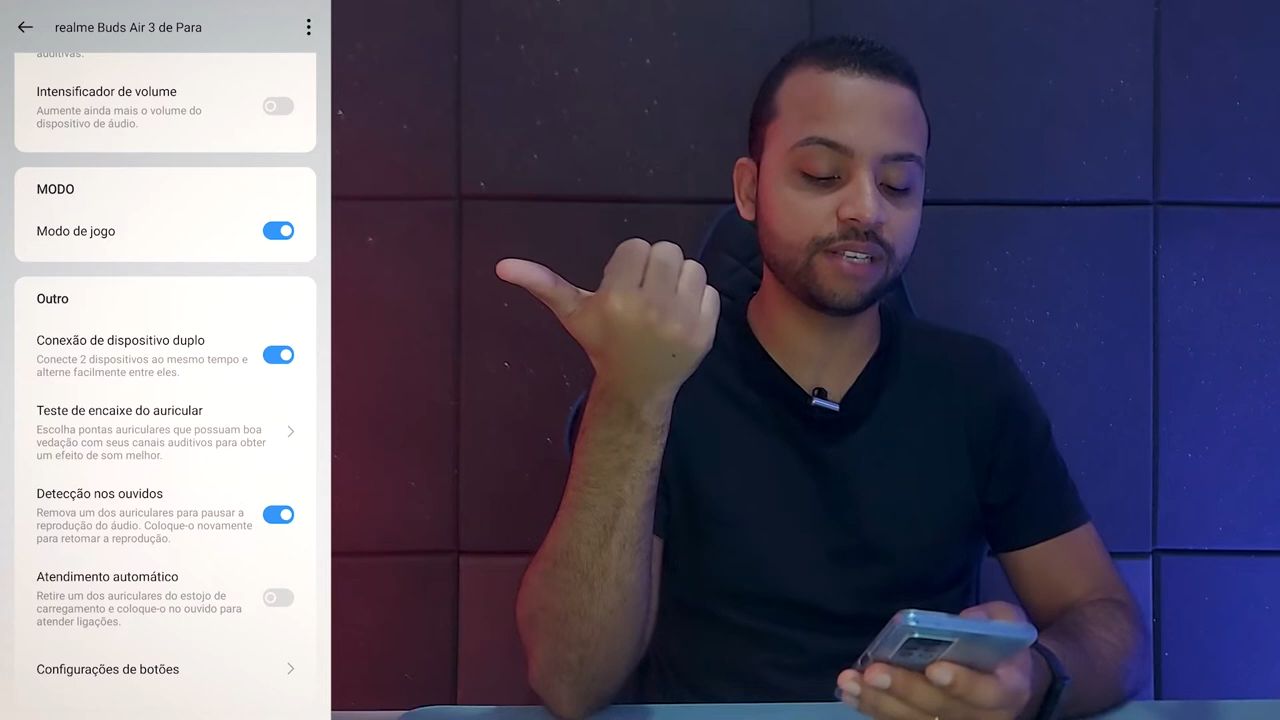 realme Buds Air 3 de Para
auditivas.
Intensificador de volume
Aumente ainda mais o volume do
dispositivo de áudio.
MODO
Modo de jogo
Outro
Conexão de dispositivo duplo
Conecte 2 dispositivos ao mesmo tempo e
alterne facilmente entre eles.
Teste de encaixe do auricular
Escolha pontas auriculares que possuam boa
vedação com seus canais auditivos para obter
um efeito de som melhor.
Detecção nos ouvidos
Remova um dos auriculares para pausar a
reprodução do áudio. Coloque-o novamente
para retomar a reprodução.
Atendimento automático
Retire um dos auriculares do estojo de
carregamento e coloque-o no ouvido para
atender ligações.
Configurações de botões